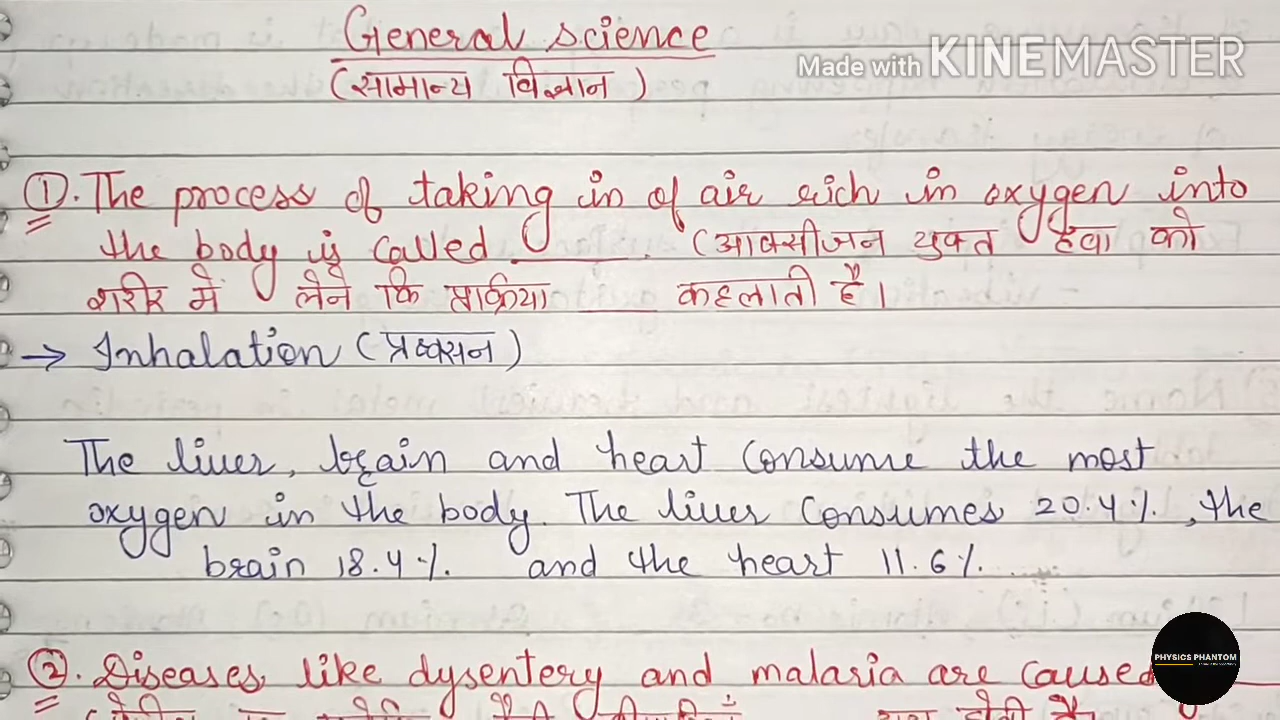 General science
Made with KINEMASTER
(सामान्य विज्ञान)
①. The process of taking in of air rich in oxygen into
the body is called ______. (आक्सीजन युक्त हवा को
शरीर में लेने कि प्रक्रिया ____ कहलाती है।
→ Inhalation (प्रश्वसन)
The liver, brain and heart consume the most
oxygen in the body. The liver consumes 20.4%, the
brain 18.4% and the heart 11.6%.
PHYSICS PHANTOM
②. Diseases like dysentery and malaria are caused